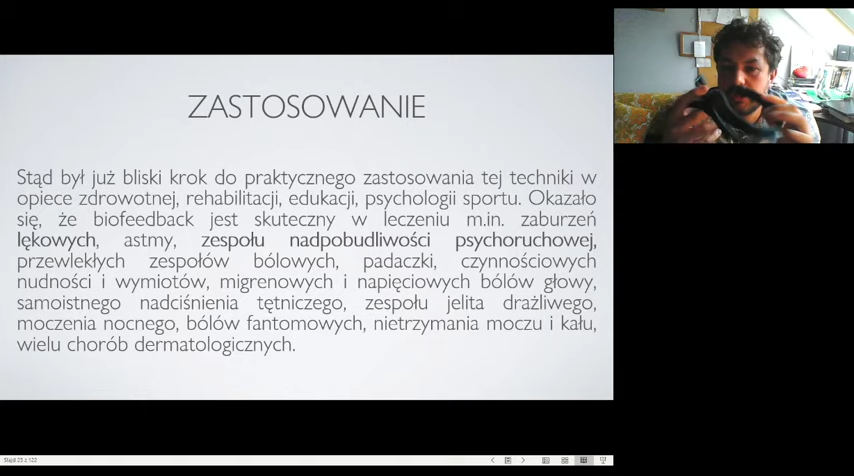 ZASTOSOWANIE
Stąd był już bliski krok do praktycznego zastosowania tej techniki w
opiece zdrowotnej, rehabilitacji, edukacji, psychologii sportu. Okazało
się, że biofeedback jest skuteczny w leczeniu m.in. zaburzeń
lękowych, astmy, zespołu nadpobudliwości psychoruchowej,
przewlekłych zespołów bólowych, padaczki, czynnościowych
nudności i wymiotów, migrenowych i napięciowych bólów głowy,
samoistnego nadciśnienia tętniczego, zespołu jelita drażliwego,
moczenia nocnego, bólów fantomowych, nietrzymania moczu i kału,
wielu chorób dermatologicznych.